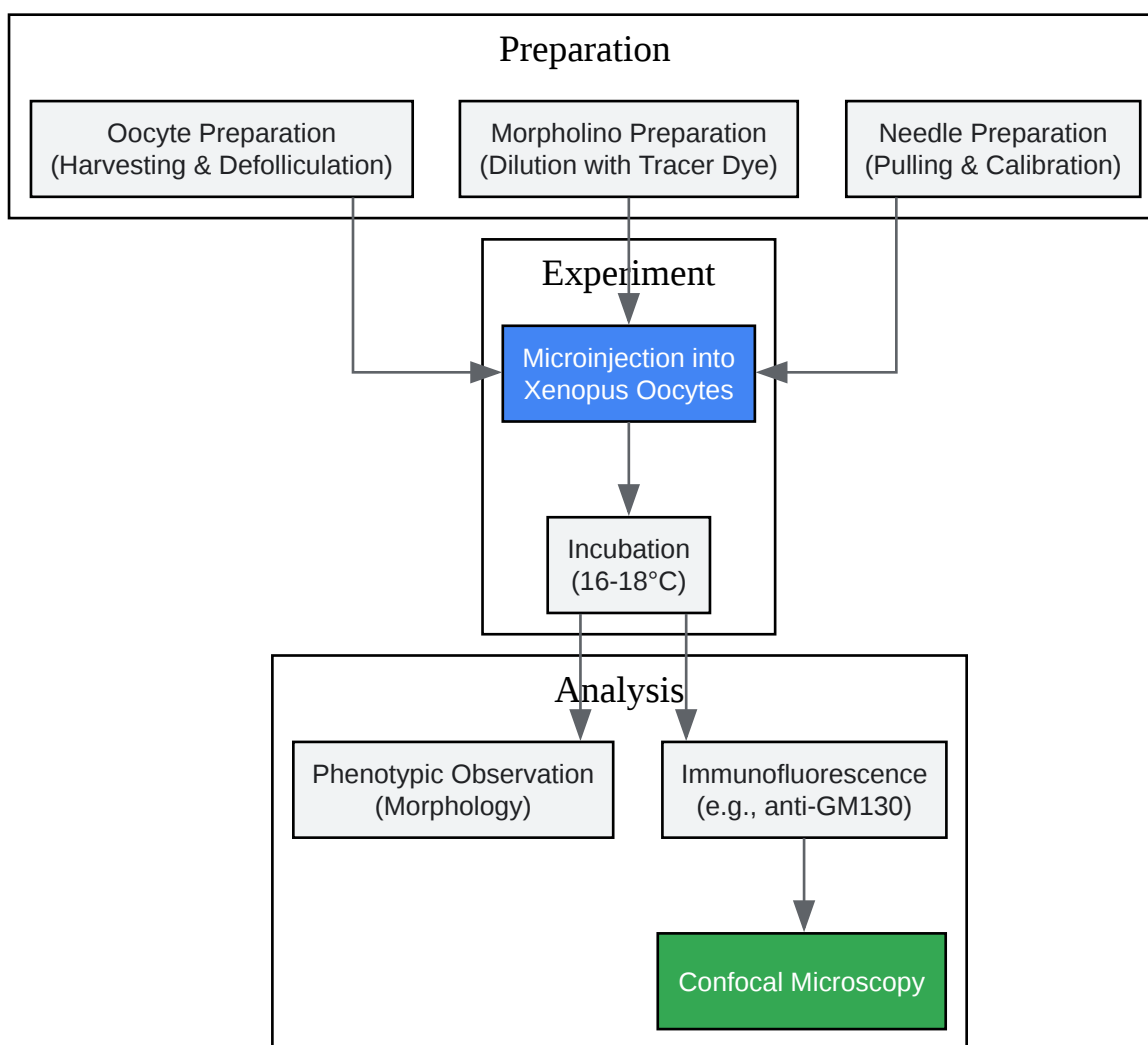 Preparation
Oocyte Preparation
(Harvesting & Defolliculation)
Morpholino Preparation
(Dilution with Tracer Dye)
Needle Preparation
(Pulling & Calibration)
Experiment
Microinjection into
Xenopus Oocytes
Incubation
(16-18°C)
Analysis
Phenotypic Observation
(Morphology)
Immunofluorescence
(e.g., anti-GM130)
Confocal Microscopy